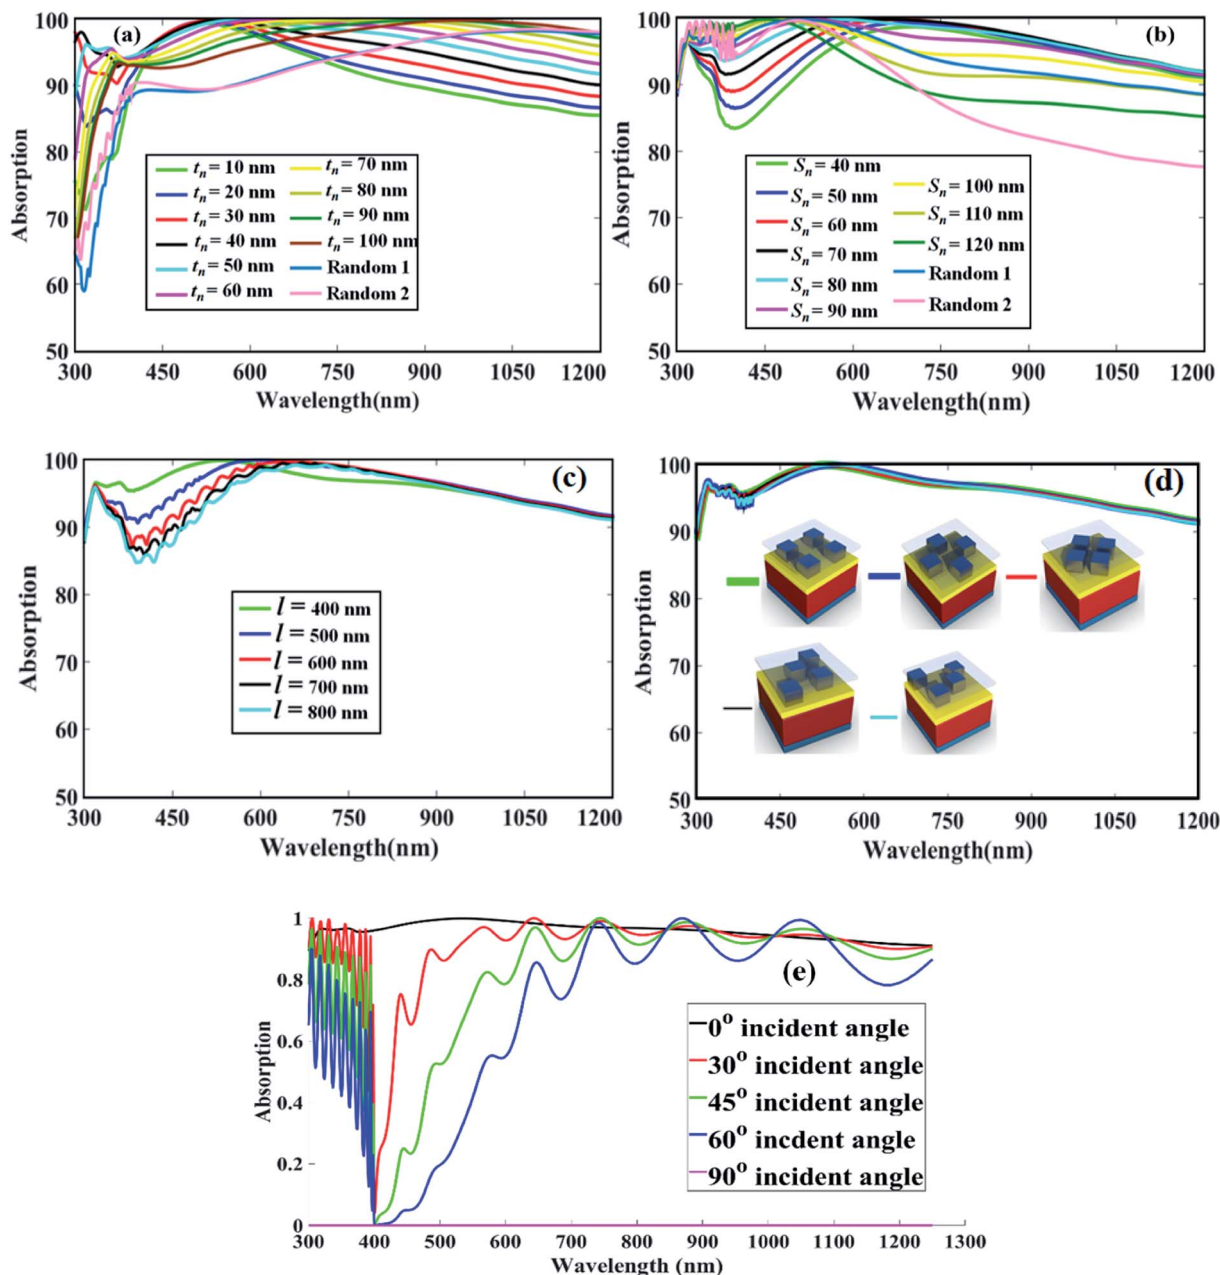 (a)
100
90
80
70
60
50
Absorption
tn = 10 nm
tn = 20 nm
tn = 30 nm
tn = 40 nm
tn = 50 nm
tn = 60 nm
tn = 70 nm
tn = 80 nm
tn = 90 nm
tn = 100 nm
Random 1
Random 2
300 450 600 750 900 1050 1200
Wavelength(nm)
(b)
100
90
80
70
60
50
Absorption
Sn = 40 nm
Sn = 50 nm
Sn = 60 nm
Sn = 70 nm
Sn = 80 nm
Sn = 90 nm
Sn = 100 nm
Sn = 110 nm
Sn = 120 nm
Random 1
Random 2
300 450 600 750 900 1050 1200
Wavelength(nm)
(c)
100
90
80
70
60
50
Absorption
l = 400 nm
l = 500 nm
l = 600 nm
l = 700 nm
l = 800 nm
300 450 600 750 900 1050 1200
Wavelength(nm)
(d)
100
90
80
70
60
50
Absorption
300 450 600 750 900 1050 1200
Wavelength(nm)
(e)
1
0.8
0.6
0.4
0.2
0
Absorption
0° incident angle
30° incident angle
45° incident angle
60° incdent angle
90° incident angle
300 400 500 600 700 800 900 1000 1100 1200 1300
Wavelength (nm)